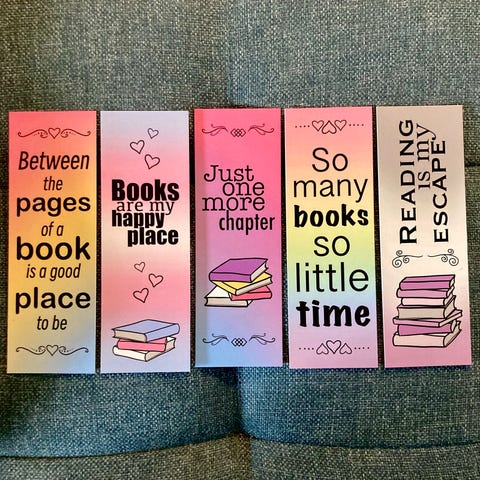 Between
the
pages
of a
book
is a good
place
to be
Books
are my
happy
place
Just
one
more
chapter
So
many
books
so
little
time
READING
is my
ESCAPE